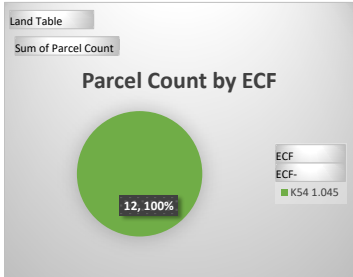 Land Table
Sum of Parcel Count
Parcel Count by ECF
12, 100%
ECF
ECF-
K54 1.045